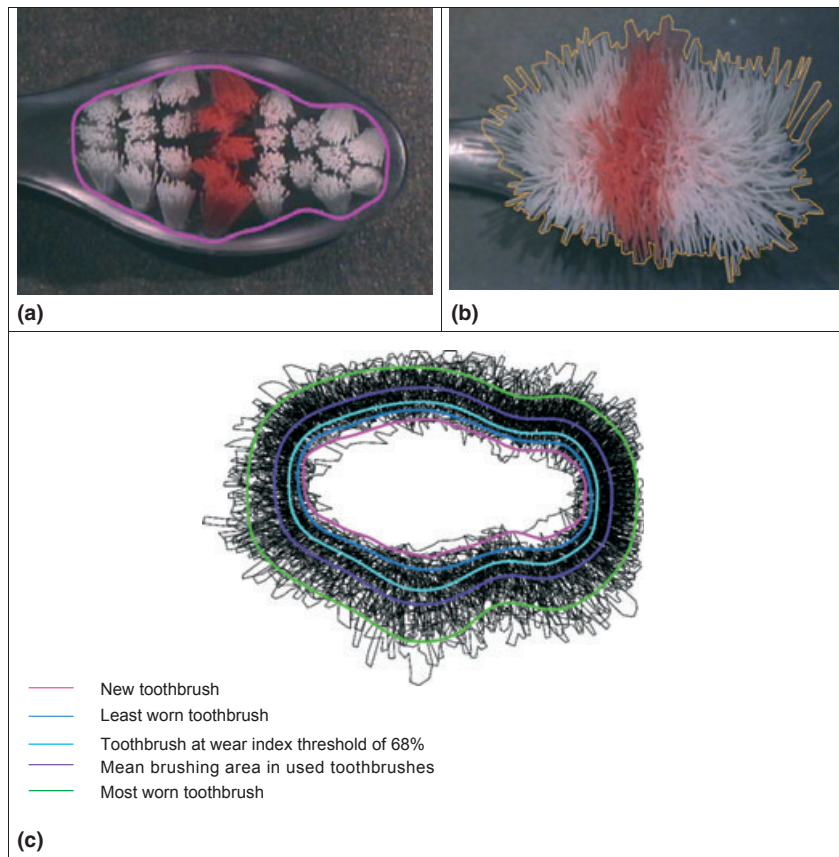 (a)
(b)
New toothbrush
Least worn toothbrush
Toothbrush at wear index threshold of 68%
Mean brushing area in used toothbrushes
Most worn toothbrush
(c)